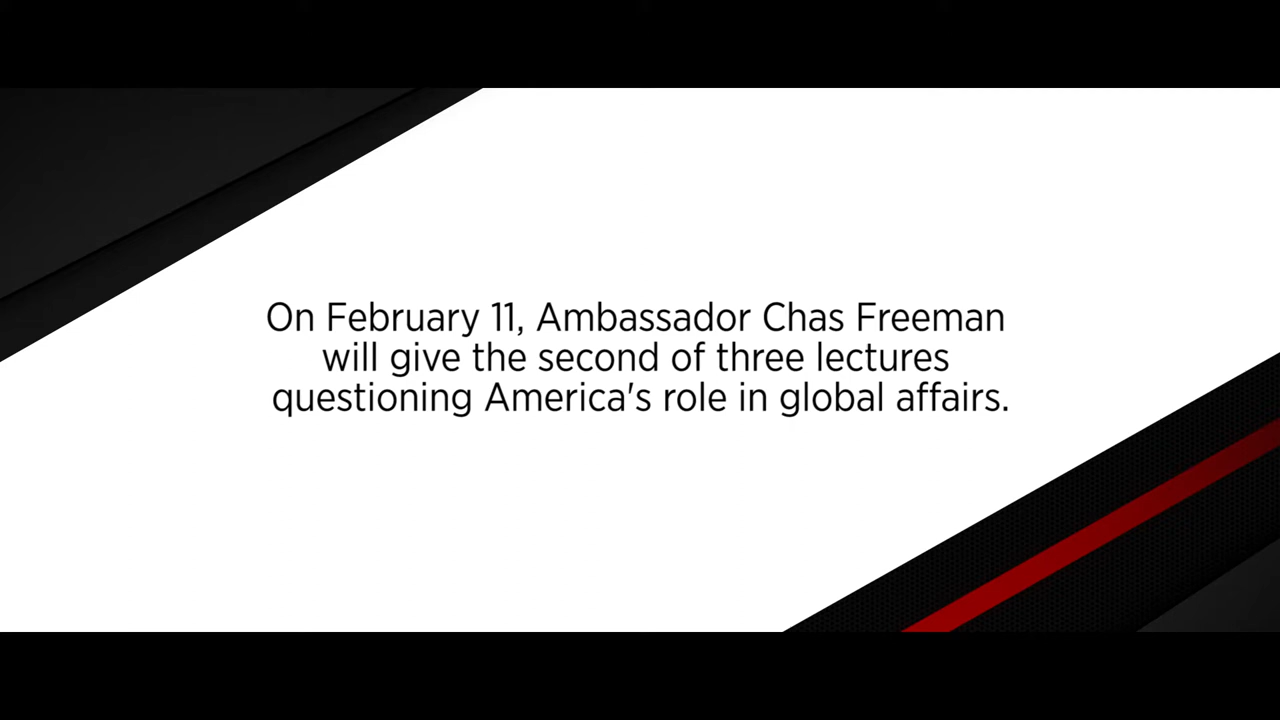 On February 11, Ambassador Chas Freeman
will give the second of three lectures
questioning America's role in global affairs.